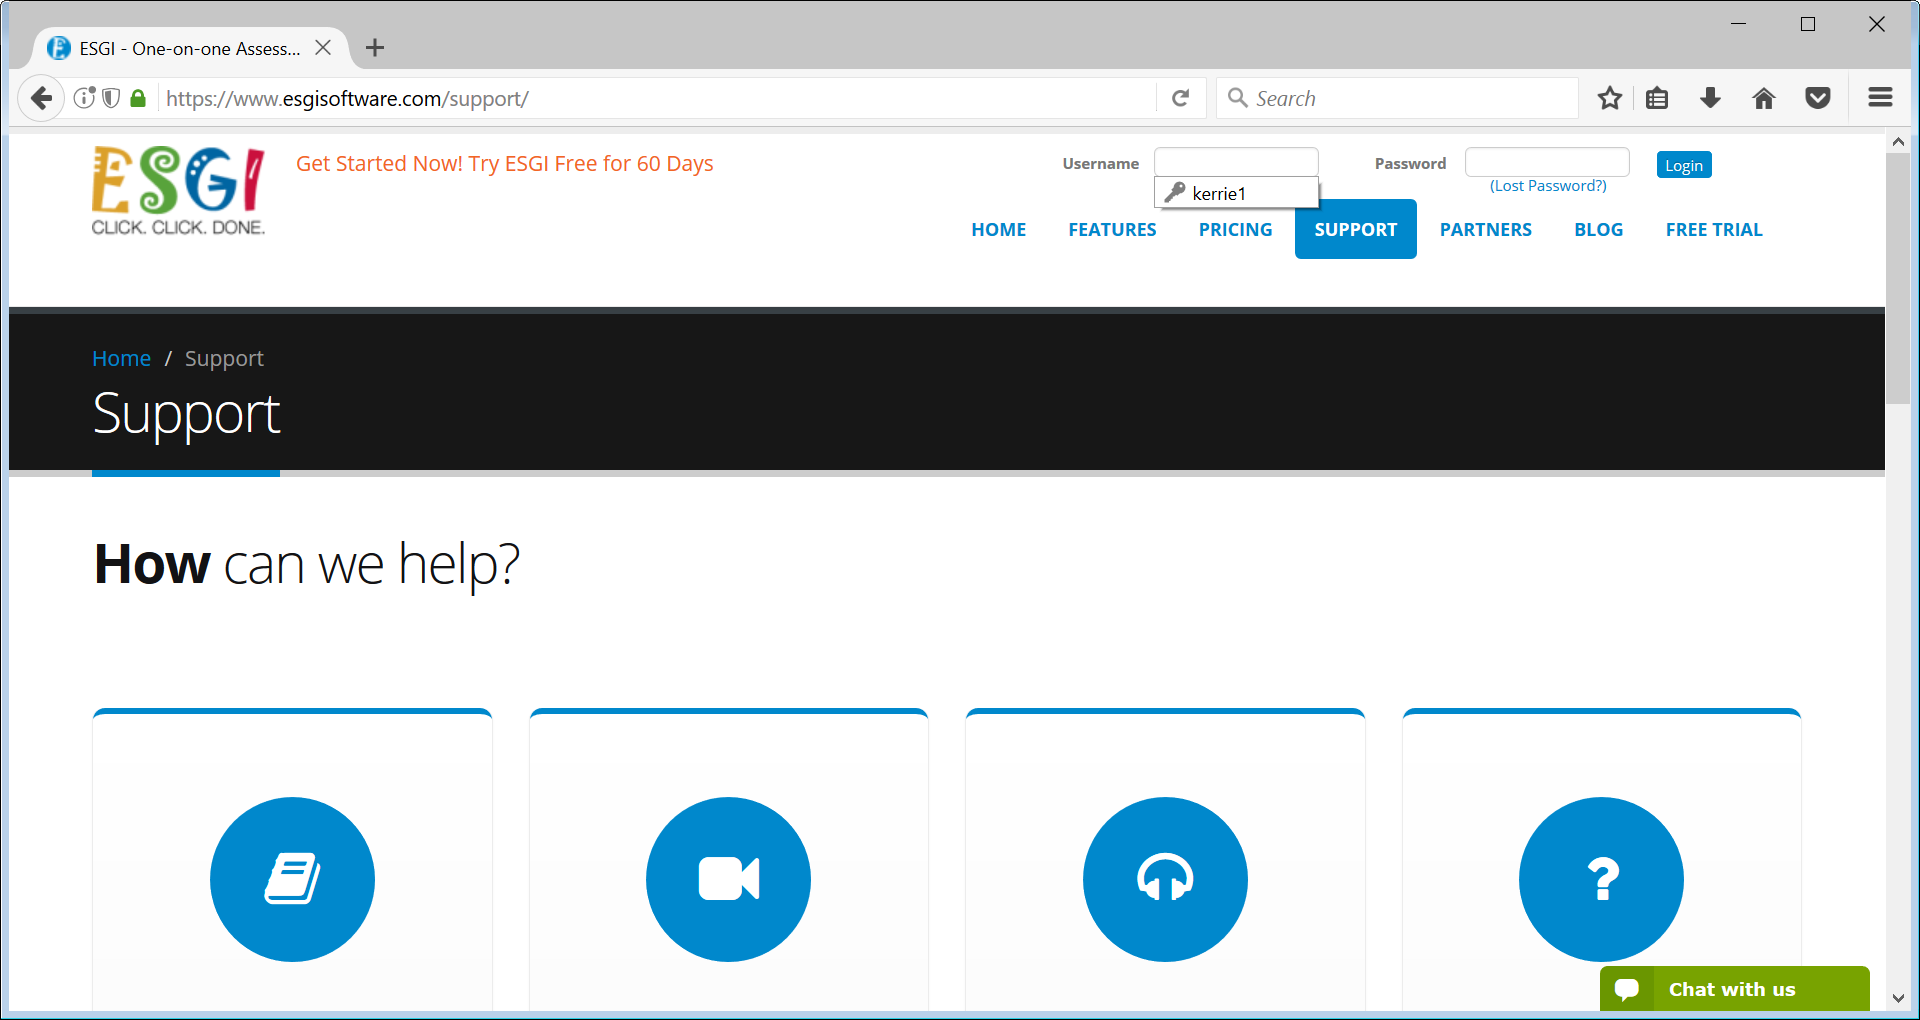 ESGI - One-on-one Assess...
https://www.esgisoftware.com/support/
Search
ESGI
CLICK. CLICK. DONE.
Get Started Now! Try ESGI Free for 60 Days
Username
Password
Login
kerrie1
(Lost Password?)
HOME FEATURES PRICING SUPPORT PARTNERS BLOG FREE TRIAL
Home / Support
Support
How can we help?
?
Chat with us